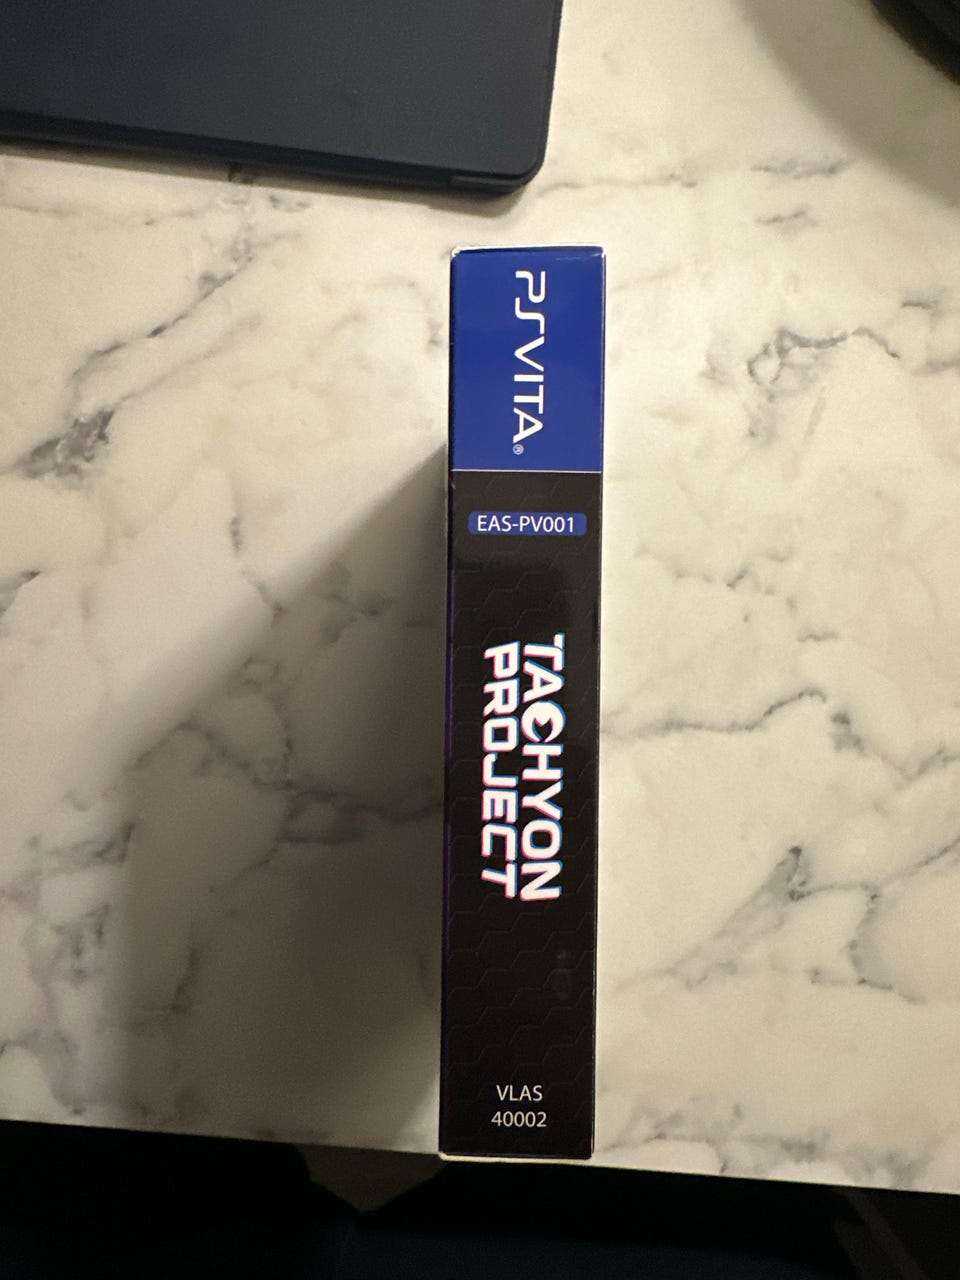 PSVITA®
EAS-PV001
TACHYON
PROJECT
VLAS
40002